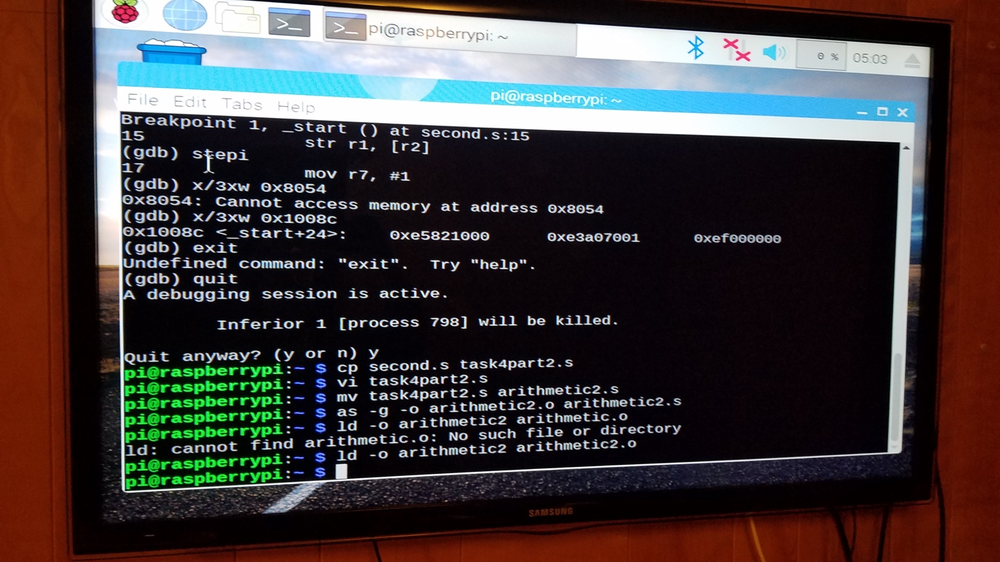 >_
>_ pi@raspberrypi: ~
0 %
05:03
pi@raspberrypi: ~
File Edit Tabs Help
Breakpoint 1, _start () at second.s:15
15 str r1, [r2]
(gdb) stepi
17 mov r7, #1
(gdb) x/3xw 0x8054
0x8054: Cannot access memory at address 0x8054
(gdb) x/3xw 0x1008c
0x1008c <_start+24>: 0xe5821000 0xe3a07001 0xef000000
(gdb) exit
Undefined command: "exit". Try "help".
(gdb) quit
A debugging session is active.
Inferior 1 [process 798] will be killed.
Quit anyway? (y or n) y
pi@raspberrypi:~ $ cp second.s task4part2.s
pi@raspberrypi:~ $ vi task4part2.s
pi@raspberrypi:~ $ mv task4part2.s arithmetic2.s
pi@raspberrypi:~ $ as -g -o arithmetic2.o arithmetic2.s
pi@raspberrypi:~ $ ld -o arithmetic2 arithmetic.o
ld: cannot find arithmetic.o: No such file or directory
pi@raspberrypi:~ $ ld -o arithmetic2 arithmetic2.o
pi@raspberrypi:~ $
SAMSUNG